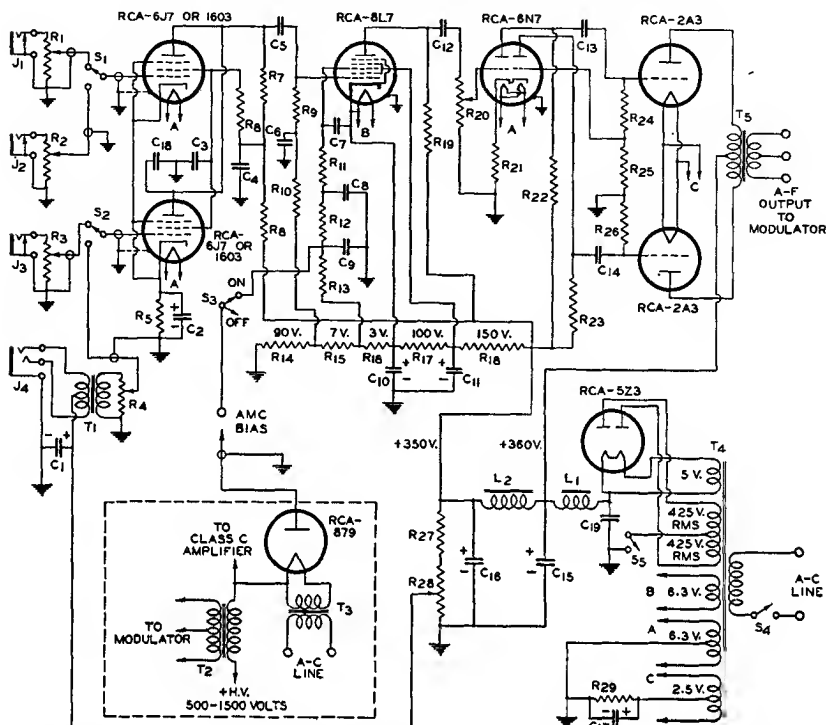 RCA-6J7 OR 1603
RCA-6L7
RCA-6N7
RCA-2A3
J1
R1
S1
C5
C12
C13
R7
R9
R20
R24
T5
A
B
A
J2
R2
C18
C3
R8
C6
C7
R11
R19
R21
R22
R25
C
C4
R10
C8
R12
R26
A-F
OUTPUT
TO
MODULATOR
J3
R3
S2
RCA-
6J7 OR
1603
A
R8
C9
R13
C14
RCA-2A3
R5
C2
S3
ON
OFF
R23
90 V.
7 V.
3 V.
100 V.
150 V.
R14
R15
R16
R17
R18
J4
T1
R4
C10
C11
C1
AMC
BIAS
RCA-5Z3
T4
+350V.
+360V.
L2
L1
5 V.
C19
425 V.
RMS
425 V.
RMS
S5
TO
CLASS C
AMPLIFIER
RCA-
879
R27
R28
C16
C15
B
6.3 V.
A-C
LINE
S4
A
6.3 V.
TO
MODULATOR
T2
T3
A-C
LINE
+H.V.
500-1500 VOLTS
R29
C
2.5 V.